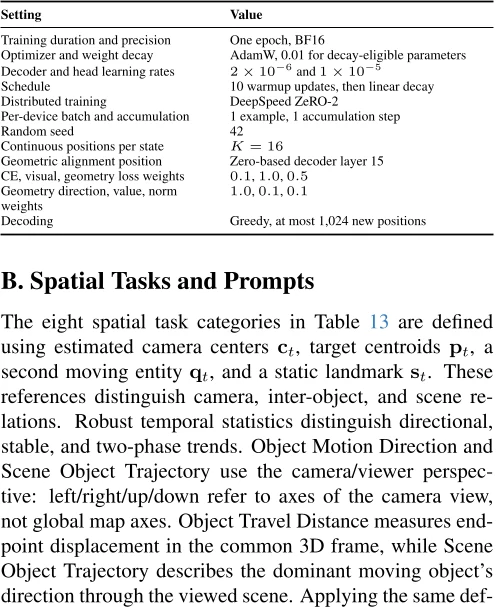 Setting Value
Training duration and precision One epoch, BF16
Optimizer and weight decay AdamW, 0.01 for decay-eligible parameters
Decoder and head learning rates 2 × 10⁻⁶ and 1 × 10⁻⁵
Schedule 10 warmup updates, then linear decay
Distributed training DeepSpeed ZeRO-2
Per-device batch and accumulation 1 example, 1 accumulation step
Random seed 42
Continuous positions per state K = 16
Geometric alignment position Zero-based decoder layer 15
CE, visual, geometry loss weights 0.1, 1.0, 0.5
Geometry direction, value, norm 1.0, 0.1, 0.1
weights
Decoding Greedy, at most 1,024 new positions
B. Spatial Tasks and Prompts
The eight spatial task categories in Table 13 are defined
using estimated camera centers cₜ, target centroids pₜ, a
second moving entity qₜ, and a static landmark sₜ. These
references distinguish camera, inter-object, and scene re-
lations. Robust temporal statistics distinguish directional,
stable, and two-phase trends. Object Motion Direction and
Scene Object Trajectory use the camera/viewer perspec-
tive: left/right/up/down refer to axes of the camera view,
not global map axes. Object Travel Distance measures end-
point displacement in the common 3D frame, while Scene
Object Trajectory describes the dominant moving object's
direction through the viewed scene. Applying the same def-